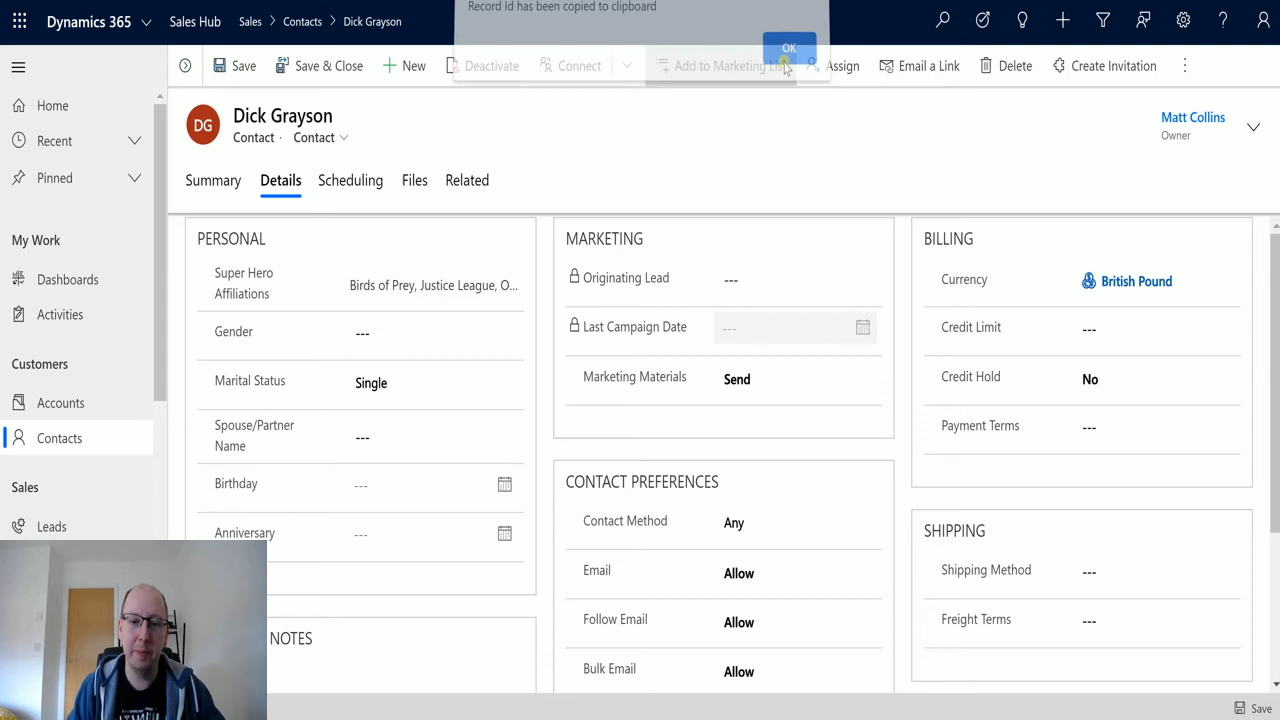 Record Id has been copied to clipboard
OK
Dynamics 365
Sales Hub
Sales
Contacts
Dick Grayson
Save
Save & Close
New
Deactivate
Connect
Add to Marketing List
Assign
Email a Link
Delete
Create Invitation
Home
Recent
Pinned
My Work
Dashboards
Activities
Customers
Accounts
Contacts
Sales
Leads
DG
Dick Grayson
Contact · Contact
Matt Collins
Owner
Summary
Details
Scheduling
Files
Related
PERSONAL
Super Hero
Affiliations
Birds of Prey, Justice League, O...
Gender
---
Marital Status
Single
Spouse/Partner
Name
---
Birthday
---
Anniversary
---
NOTES
MARKETING
Originating Lead
---
Last Campaign Date
---
Marketing Materials
Send
CONTACT PREFERENCES
Contact Method
Any
Email
Allow
Follow Email
Allow
Bulk Email
Allow
BILLING
Currency
British Pound
Credit Limit
---
Credit Hold
No
Payment Terms
---
SHIPPING
Shipping Method
---
Freight Terms
---
Save